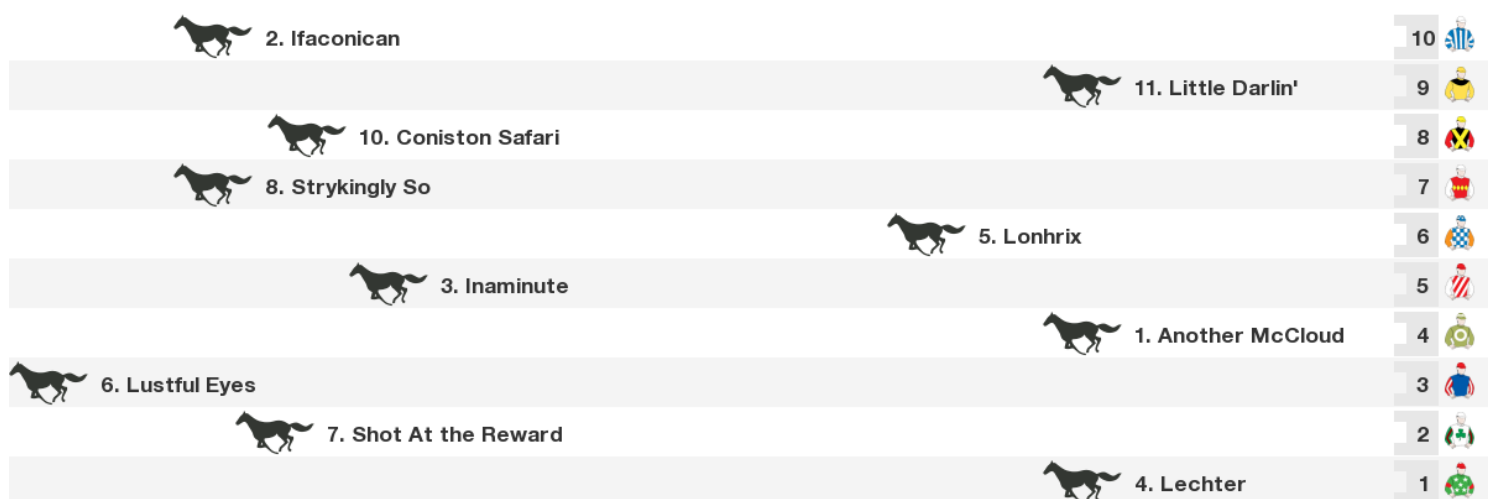 2. Ifaconican 10
11. Little Darlin' 9
10. Coniston Safari 8
8. Strykingly So 7
5. Lonhrix 6
3. Inaminute 5
1. Another McCloud 4
6. Lustful Eyes 3
7. Shot At the Reward 2
4. Lechter 1